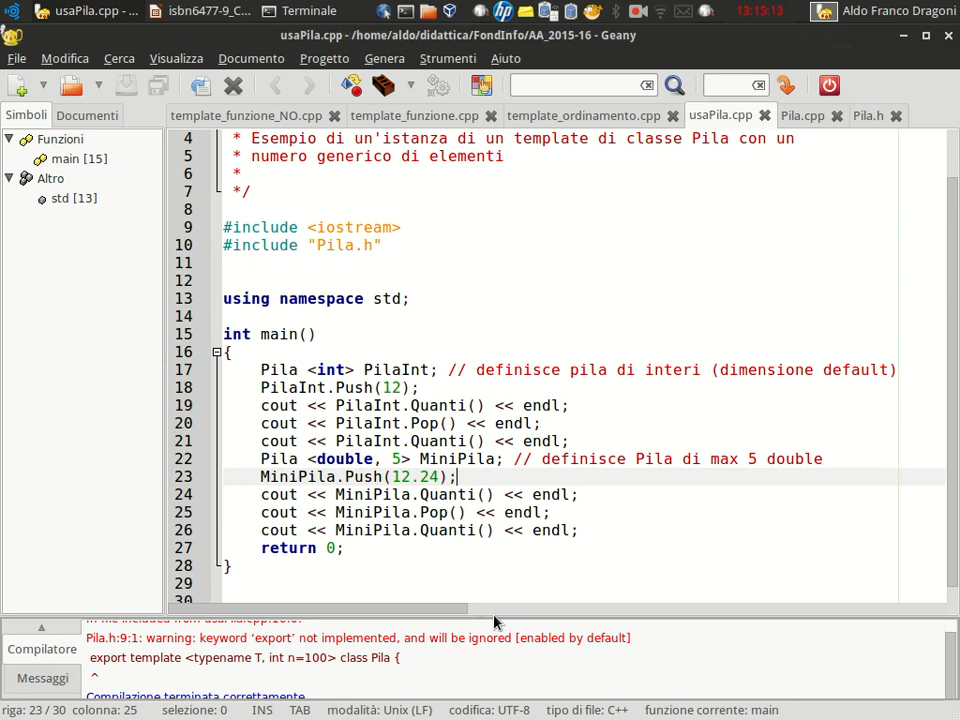 usaPila.cpp - ...
isbn6477-9_C...
Terminale
13:15:13
Aldo Franco Dragoni
usaPila.cpp - /home/aldo/didattica/FondInfo/AA_2015-16 - Geany
File Modifica Cerca Visualizza Documento Progetto Genera Strumenti Aiuto
Simboli Documenti
template_funzione_NO.cpp template_funzione.cpp template_ordinamento.cpp usaPila.cpp Pila.cpp Pila.h
Funzioni
main [15]
Altro
std [13]
4 * Esempio di un'istanza di un template di classe Pila con un
5 * numero generico di elementi
6 *
7 */
8
9 #include <iostream>
10 #include "Pila.h"
11
12
13 using namespace std;
14
15 int main()
16 {
17 Pila <int> PilaInt; // definisce pila di interi (dimensione default)
18 PilaInt.Push(12);
19 cout << PilaInt.Quanti() << endl;
20 cout << PilaInt.Pop() << endl;
21 cout << PilaInt.Quanti() << endl;
22 Pila <double, 5> MiniPila; // definisce Pila di max 5 double
23 MiniPila.Push(12.24);
24 cout << MiniPila.Quanti() << endl;
25 cout << MiniPila.Pop() << endl;
26 cout << MiniPila.Quanti() << endl;
27 return 0;
28 }
29
30
Compilatore
Messaggi
In file included from usaPila.cpp:10:0:
Pila.h:9:1: warning: keyword ‘export’ not implemented, and will be ignored [enabled by default]
export template <typename T, int n=100> class Pila {
^
Compilazione terminata correttamente.
riga: 23 / 30 colonna: 25 selezione: 0 INS TAB modalità: Unix (LF) codifica: UTF-8 tipo di file: C++ funzione corrente: main